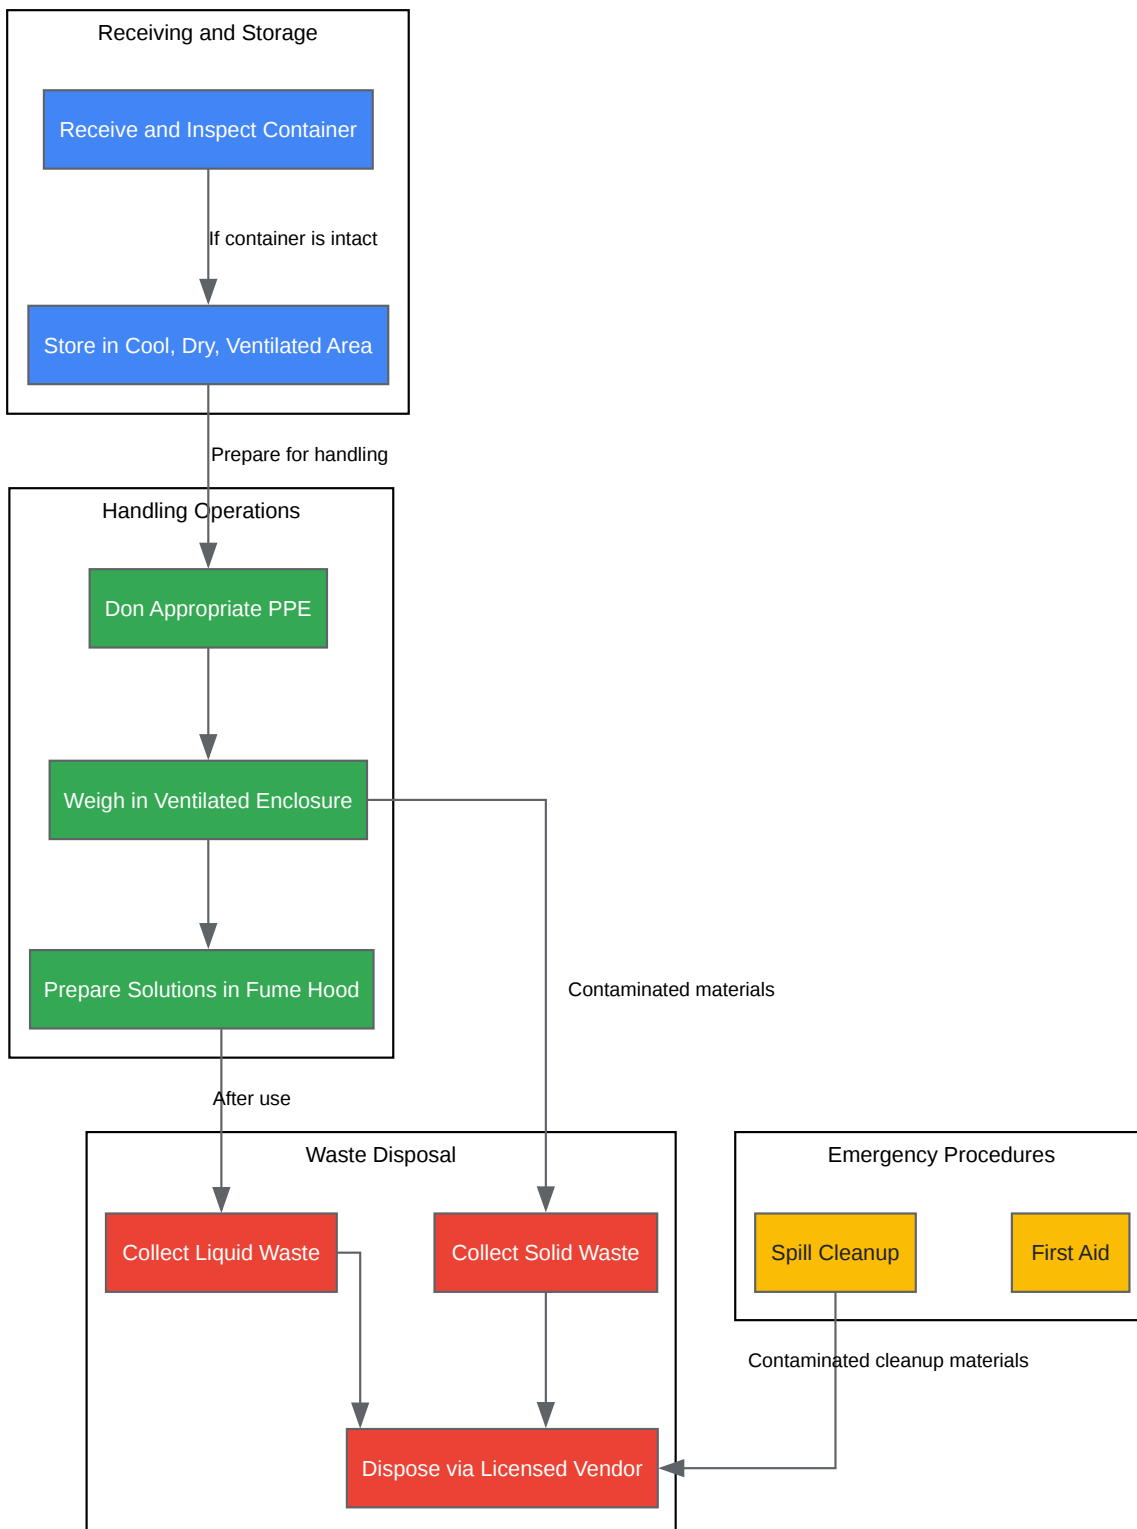 Receiving and Storage
Receive and Inspect Container
If container is intact
Store in Cool, Dry, Ventilated Area
Prepare for handling
Handling Operations
Don Appropriate PPE
Weigh in Ventilated Enclosure
Prepare Solutions in Fume Hood
Contaminated materials
After use
Waste Disposal
Emergency Procedures
Collect Liquid Waste
Collect Solid Waste
Spill Cleanup
First Aid
Contaminated cleanup materials
Dispose via Licensed Vendor